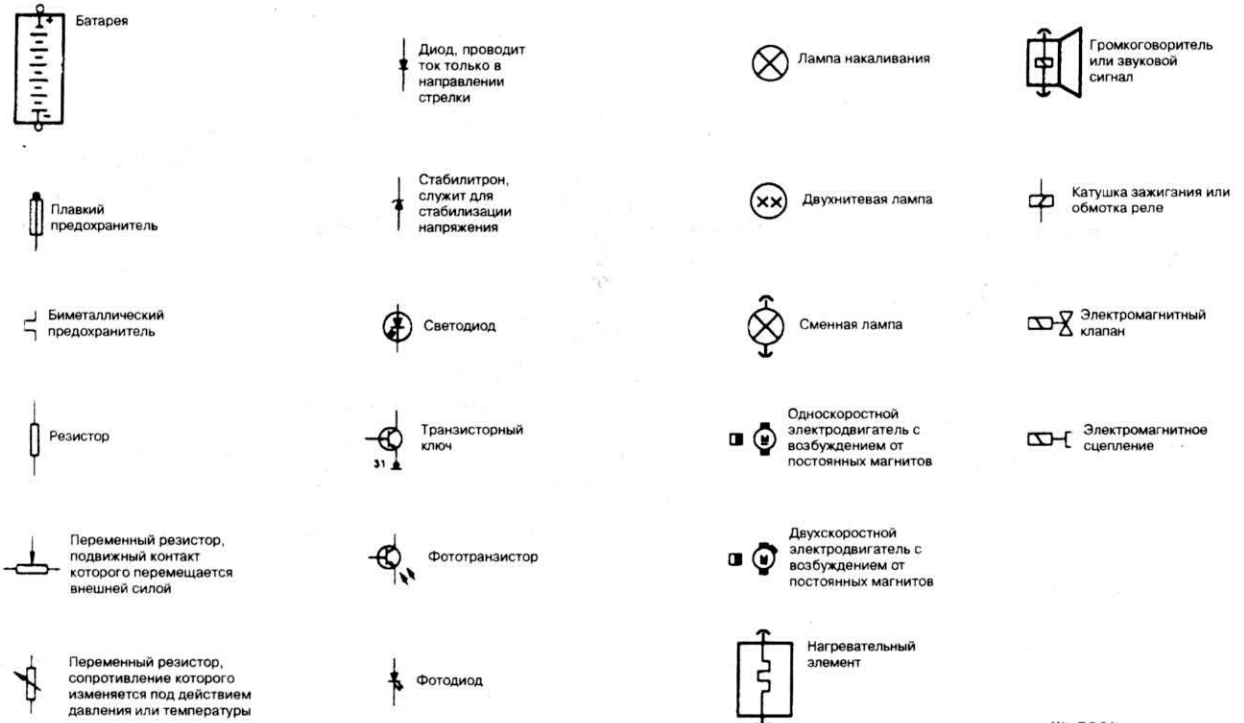 Батарея
Плавкий
предохранитель
Биметаллический
предохранитель
Резистор
Переменный резистор,
подвижный контакт
которого перемещается
внешней силой
Переменный резистор,
сопротивление которого
изменяется под действием
давления или температуры
Диод, проводит
ток только в
направлении
стрелки
Стабилитрон,
служит для
стабилизации
напряжения
Светодиод
Транзисторный
ключ
31
Фототранзистор
Фотодиод
Лампа накаливания
Двухнитевая лампа
Сменная лампа
Односкоростной
электродвигатель с
возбуждением от
постоянных магнитов
M
Двухскоростной
электродвигатель с
возбуждением от
постоянных магнитов
M
Нагревательный
элемент
Громкоговоритель
или звуковой
сигнал
Катушка зажигания или
обмотка реле
Электромагнитный
клапан
Электромагнитное
сцепление